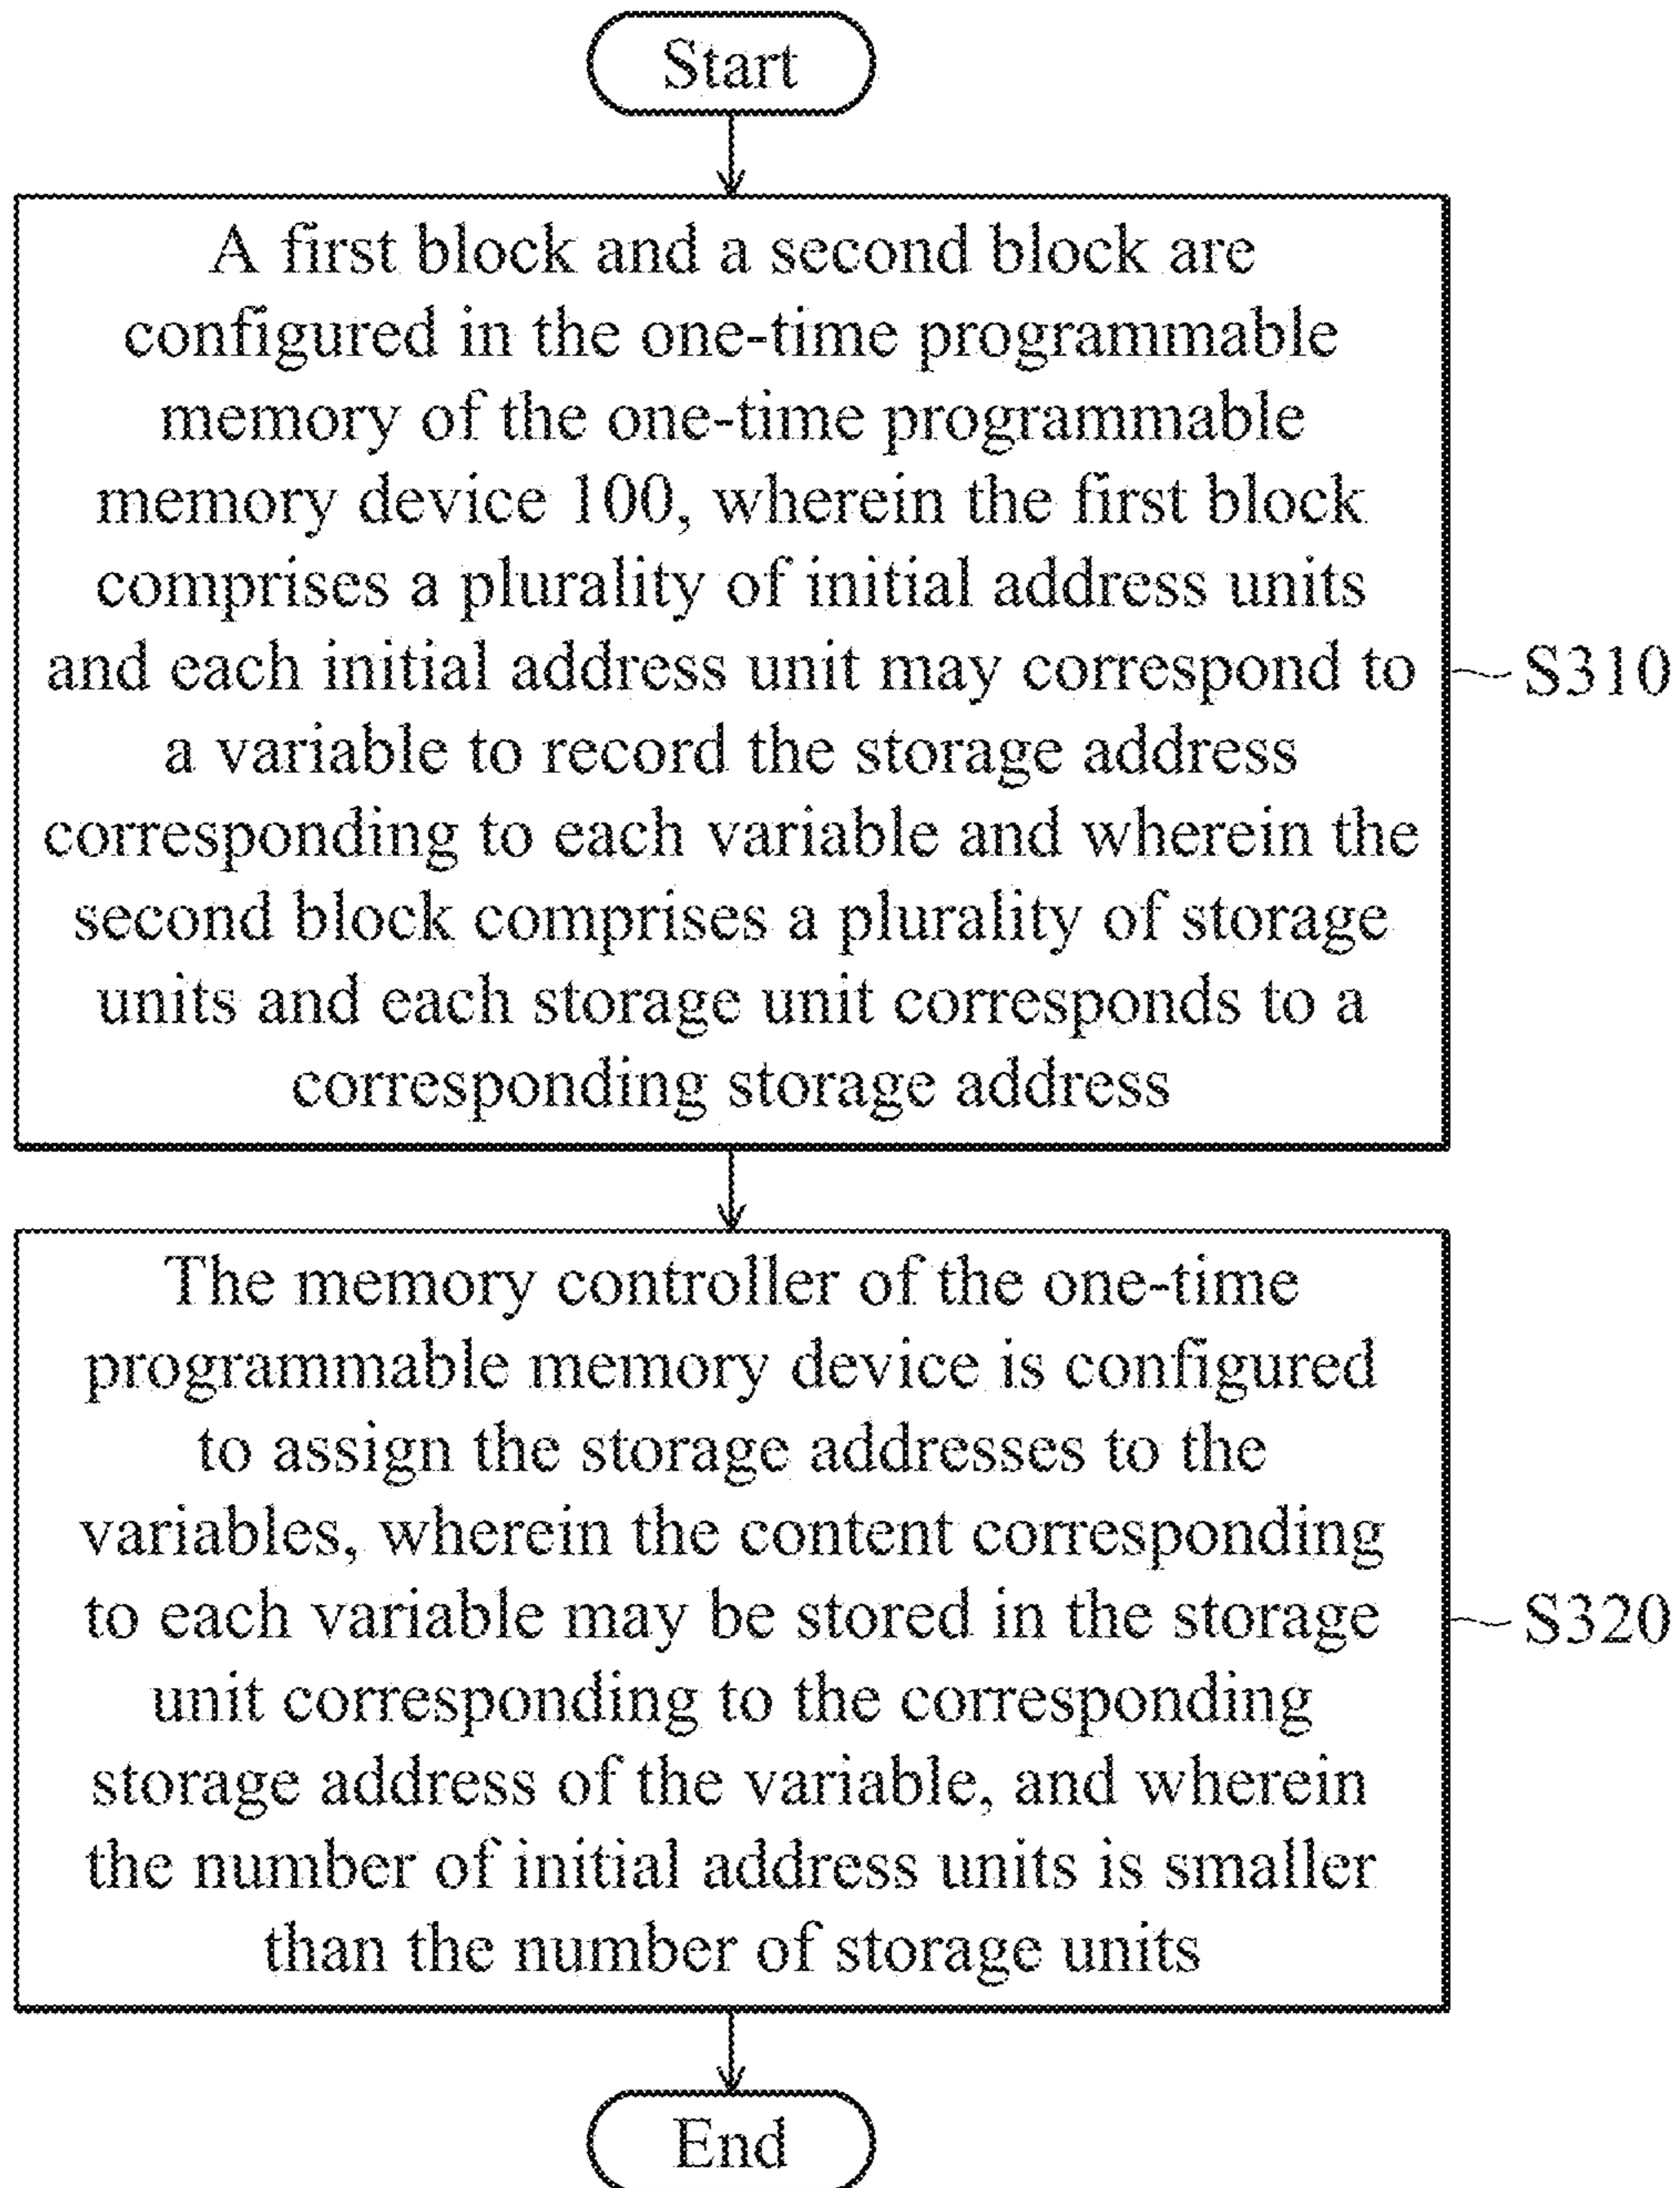 Start
A first block and a second block are
configured in the one-time programmable
memory of the one-time programmable
memory device 100, wherein the first block
comprises a plurality of initial address units
and each initial address unit may correspond to
a variable to record the storage address
corresponding to each variable and wherein the
second block comprises a plurality of storage
units and each storage unit corresponds to a
corresponding storage address
S310
The memory controller of the one-time
programmable memory device is configured
to assign the storage addresses to the
variables, wherein the content corresponding
to each variable may be stored in the storage
unit corresponding to the corresponding
storage address of the variable, and wherein
the number of initial address units is smaller
than the number of storage units
S320
End